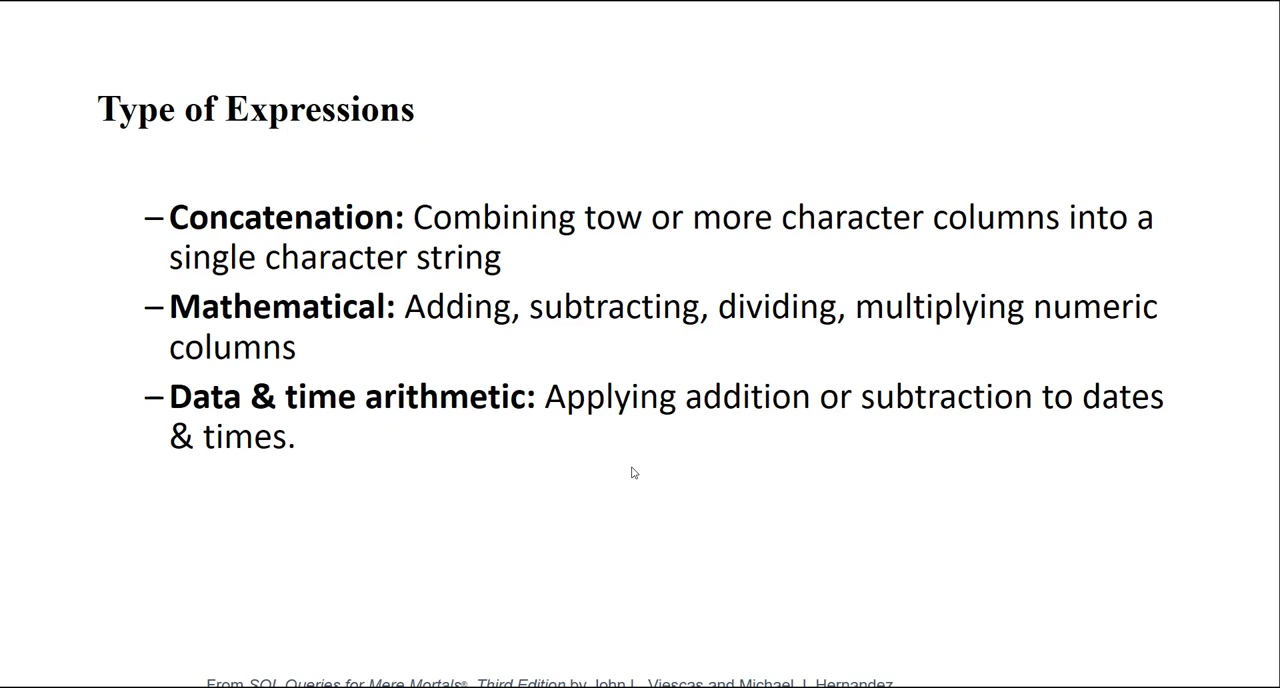 Type of Expressions
– Concatenation: Combining tow or more character columns into a
single character string
– Mathematical: Adding, subtracting, dividing, multiplying numeric
columns
– Data & time arithmetic: Applying addition or subtraction to dates
& times.
From SQL Queries for Mere Mortals®, Third Edition by John L. Viescas and Michael J. Hernandez